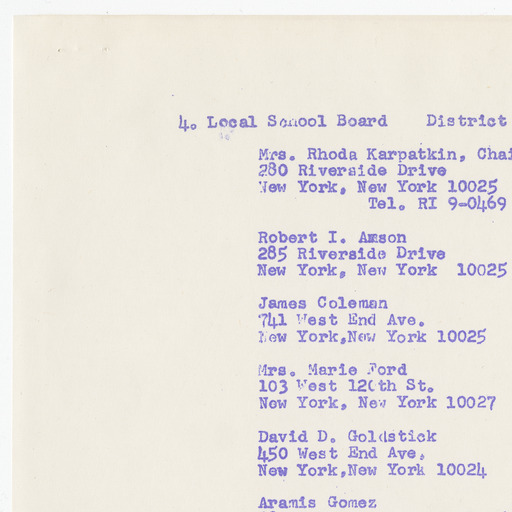 4. Local School Board District
Mrs. Rhoda Karpatkin, Chai
280 Riverside Drive
New York, New York 10025
Tel. RI 9-0469
Robert I. Amson
285 Riverside Drive
New York, New York 10025
James Coleman
741 West End Ave.
New York,New York 10025
Mrs. Marie Ford
103 West 120th St.
New York, New York 10027
David D. Goldstick
450 West End Ave.
New York,New York 10024
Aramis Gomez